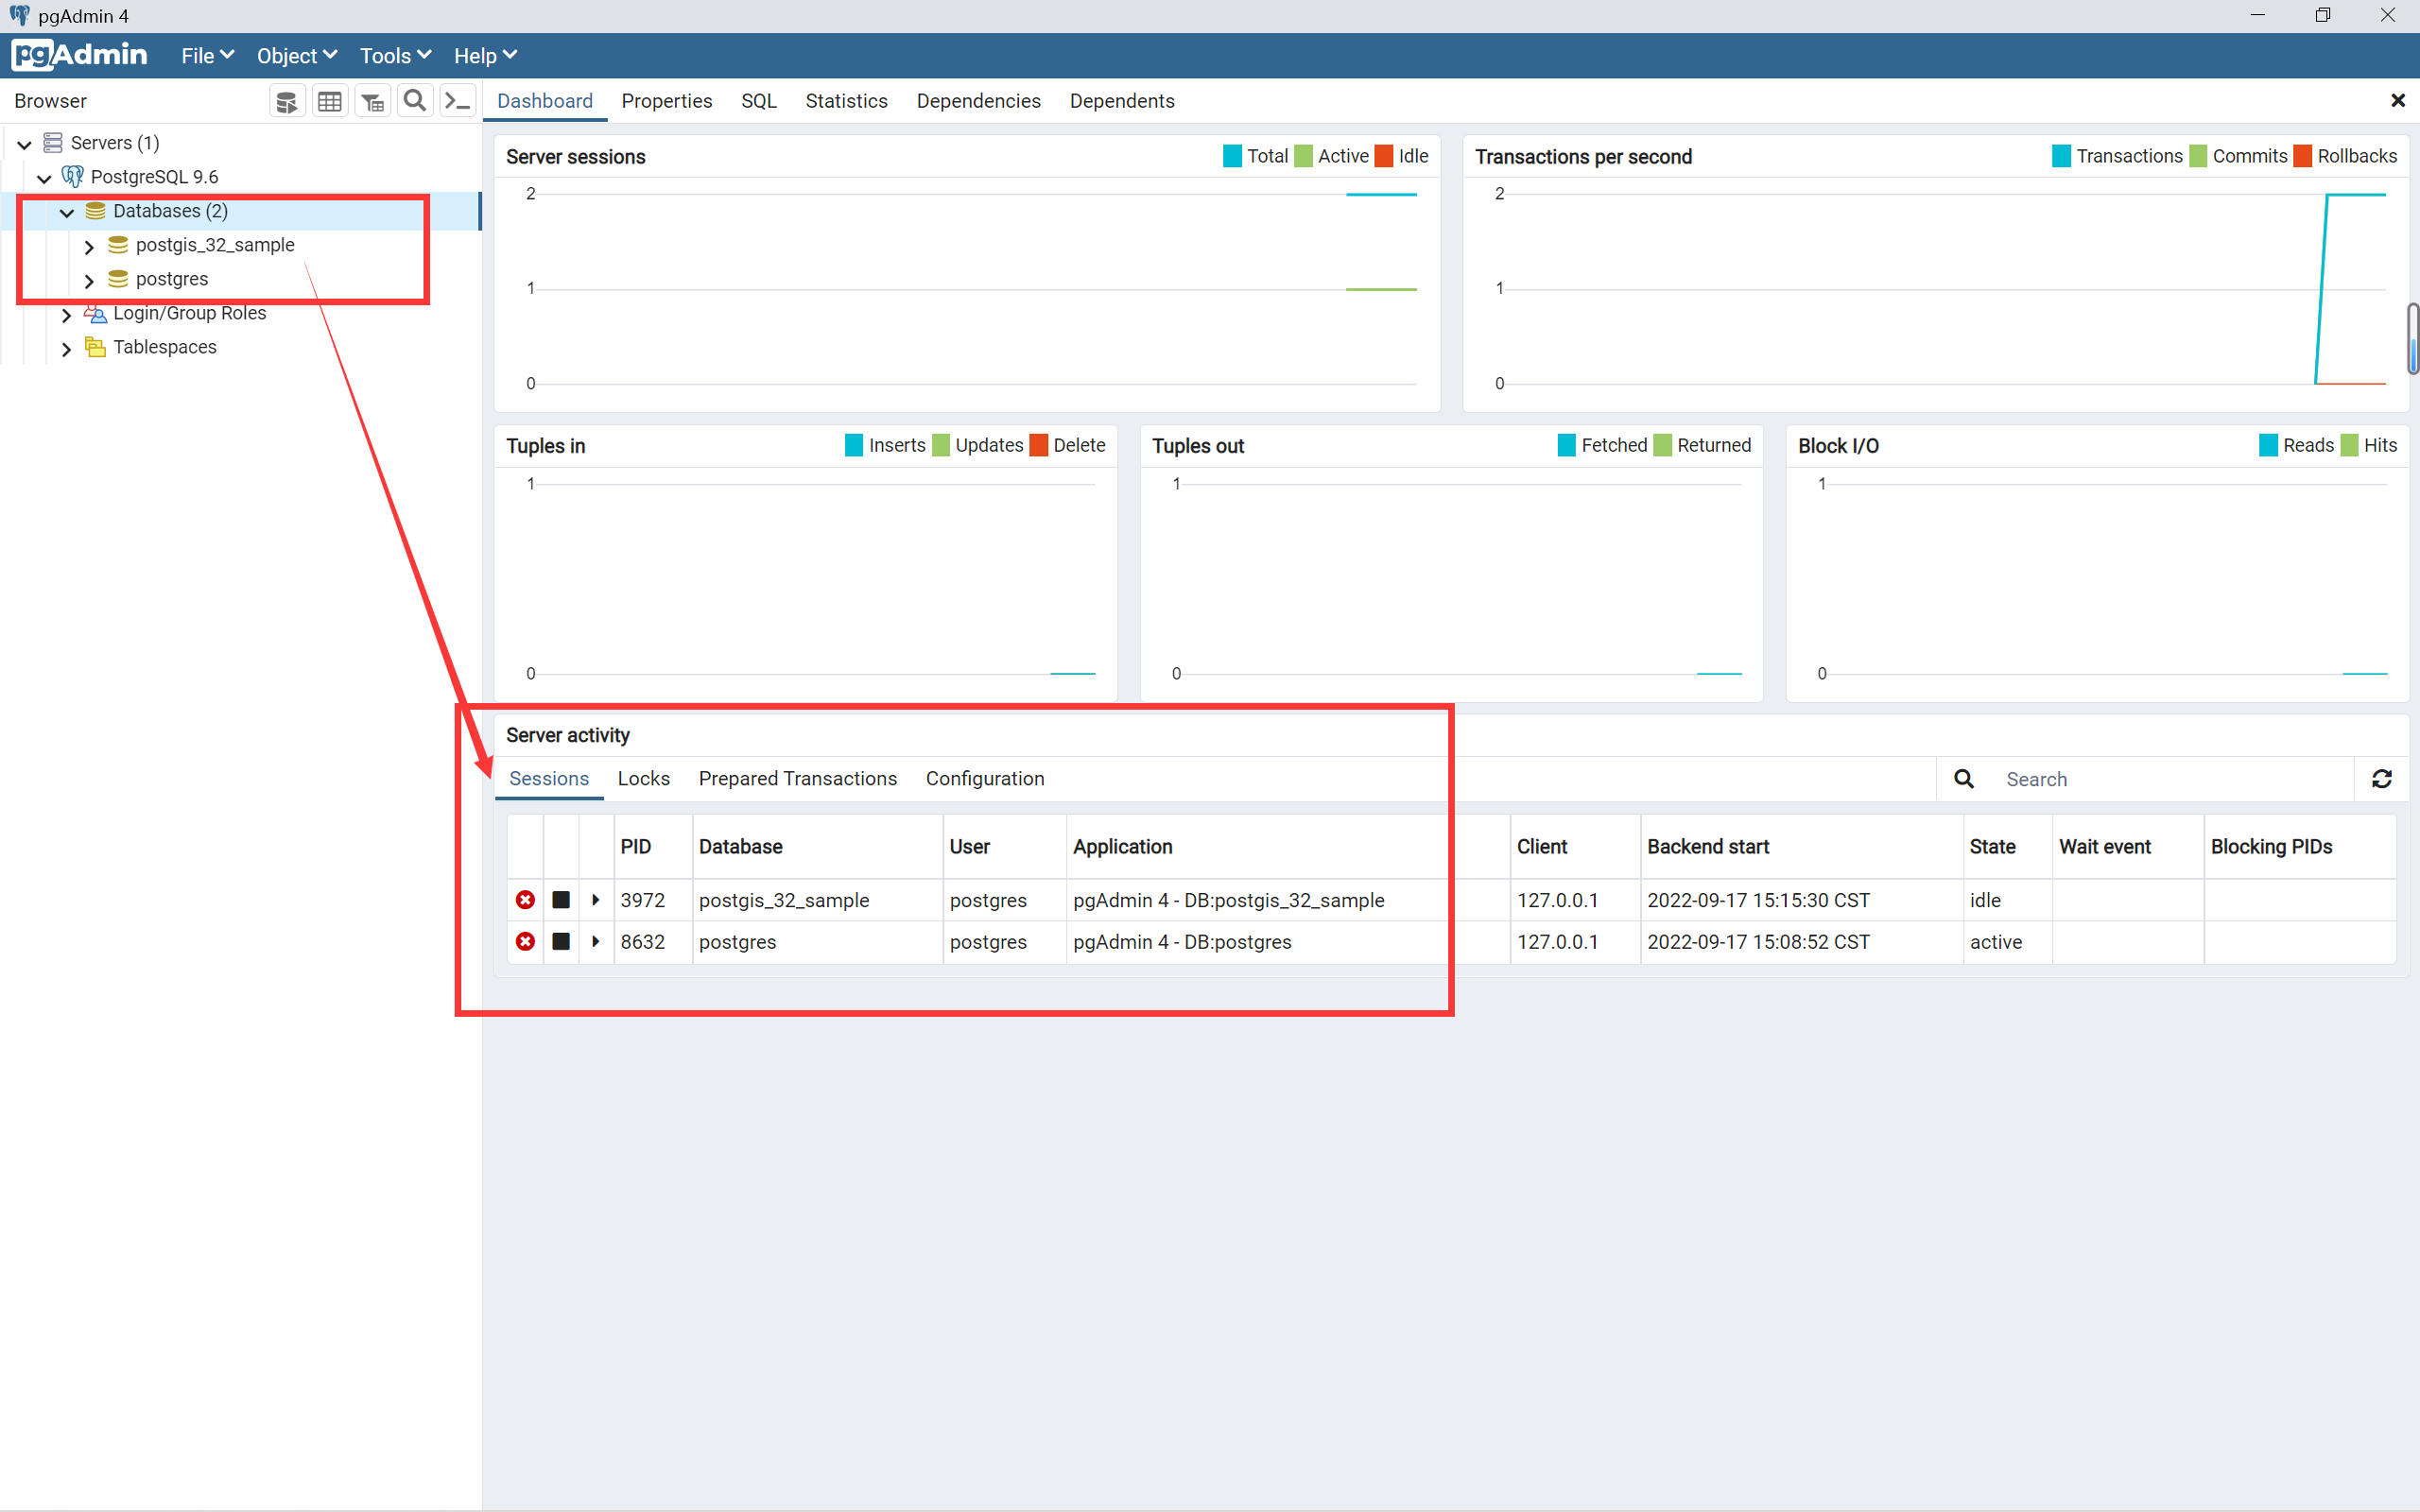 pgAdmin 4
pgAdmin File Object Tools Help
Browser
Dashboard Properties SQL Statistics Dependencies Dependents
Servers (1)
PostgreSQL 9.6
Databases (2)
postgis_32_sample
postgres
Login/Group Roles
Tablespaces
Server sessions Total Active Idle
2
1
0
Transactions per second Transactions Commits Rollbacks
2
1
0
Tuples in Inserts Updates Delete
1
0
Tuples out Fetched Returned
1
0
Block I/O Reads Hits
1
0
Server activity
Sessions Locks Prepared Transactions Configuration Search
PID Database User Application Client Backend start State Wait event Blocking PIDs
3972 postgis_32_sample postgres pgAdmin 4 - DB:postgis_32_sample 127.0.0.1 2022-09-17 15:15:30 CST idle
8632 postgres postgres pgAdmin 4 - DB:postgres 127.0.0.1 2022-09-17 15:08:52 CST active